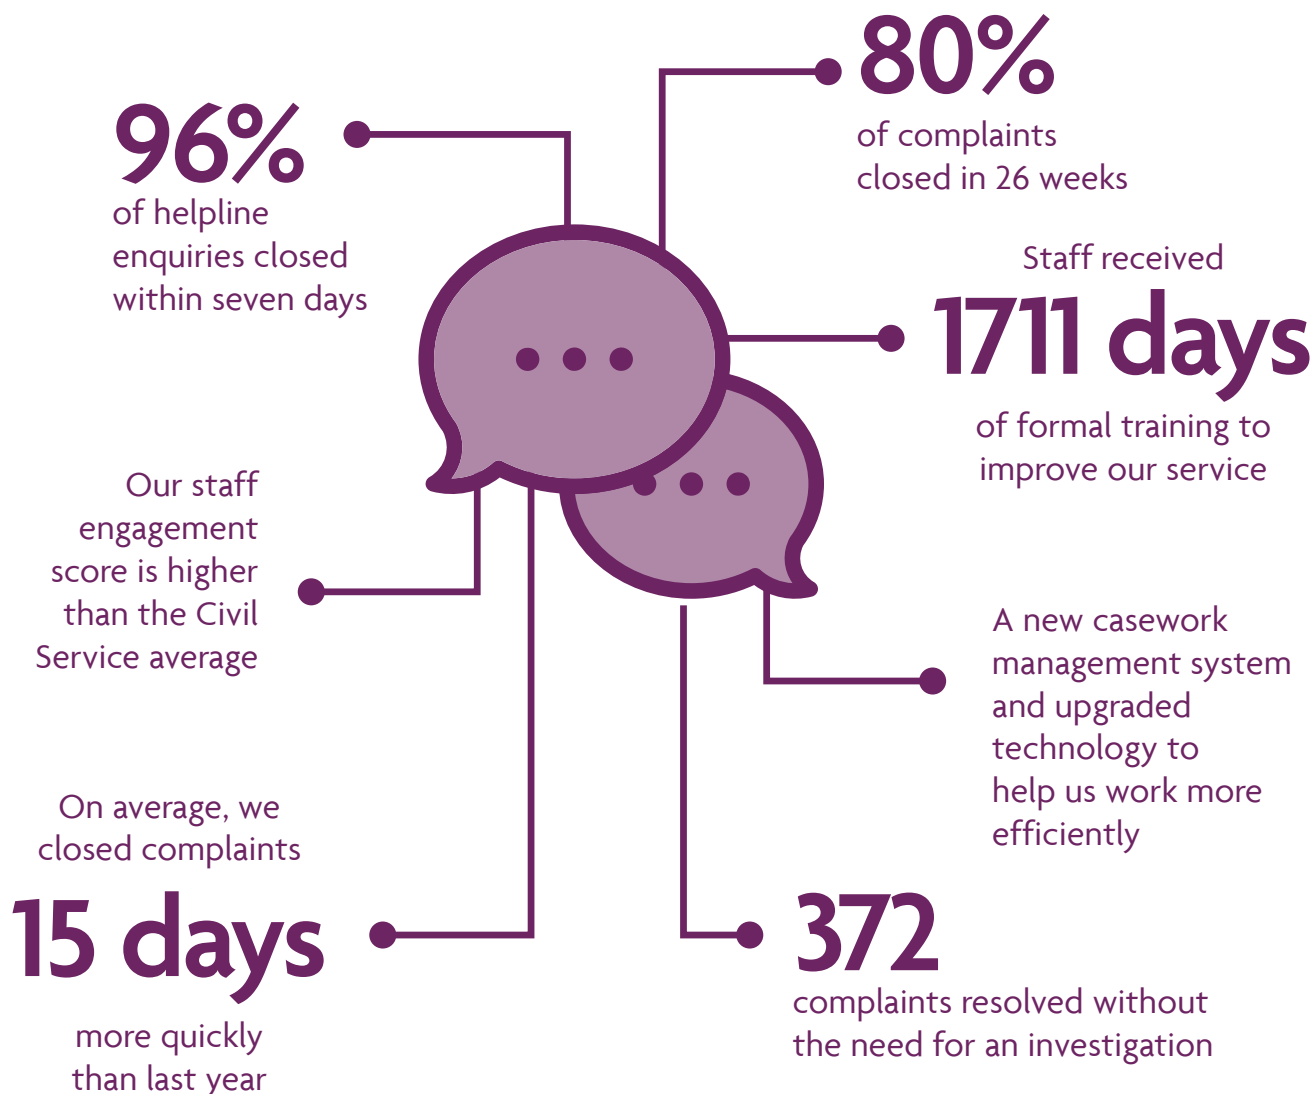 96%
of helpline
enquiries closed
within seven days
80%
of complaints
closed in 26 weeks
Staff received
1711 days
of formal training to
improve our service
Our staff
engagement
score is higher
than the Civil
Service average
A new casework
management system
and upgraded
technology to
help us work more
efficiently
On average, we
closed complaints
15 days
more quickly
than last year
372
complaints resolved without
the need for an investigation